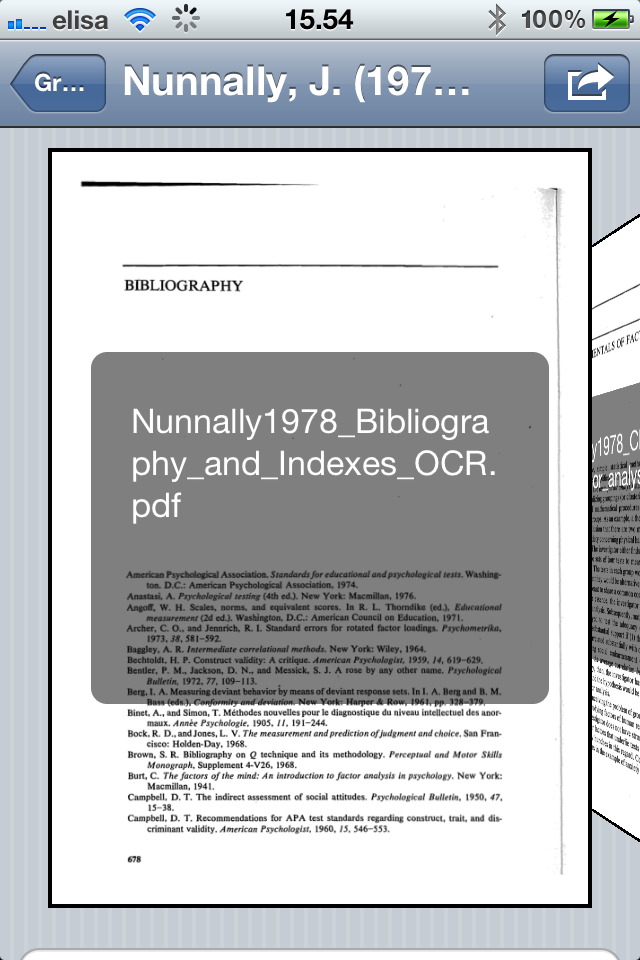 elisa 15.54 100%
Gr... Nunnally, J. (197...
BIBLIOGRAPHY
Nunnally1978_Bibliogra
phy_and_Indexes_OCR.
pdf
American Psychological Association. Standards for educational and psychological tests. Washing-
ton. D.C.: American Psychological Association, 1974.
Anastasi, A. Psychological testing (4th ed.). New York: Macmillan, 1976.
Angoff, W. H. Scales, norms, and equivalent scores. In R. L. Thorndike (ed.), Educational
measurement (2d ed.). Washington, D.C.: American Council on Education, 1971.
Archer, C. O., and Jennrich, R. I. Standard errors for rotated factor loadings. Psychometrika,
1973, 38, 581–592.
Baggley, A. R. Intermediate correlational methods. New York: Wiley, 1964.
Bechtoldt, H. P. Construct validity: A critique. American Psychologist, 1959, 14, 619–629.
Bentler, P. M., Jackson, D. N., and Messick, S. J. A rose by any other name. Psychological
Bulletin, 1972, 77, 109–113.
Berg, I. A. Measuring deviant behavior by means of deviant response sets. In I. A. Berg and B. M.
Bass (eds.), Conformity and deviation. New York: Harper & Row, 1961, pp. 328–379.
Binet, A., and Simon, T. Méthodes nouvelles pour le diagnostique du niveau intellectuel des anor-
maux. Année Psychologie, 1905, 11, 191–244.
Bock, R. D., and Jones, L. V. The measurement and prediction of judgment and choice. San Fran-
cisco: Holden-Day, 1968.
Brown, S. R. Bibliography on Q technique and its methodology. Perceptual and Motor Skills
Monograph, Supplement 4-V26, 1968.
Burt, C. The factors of the mind: An introduction to factor analysis in psychology. New York:
Macmillan, 1941.
Campbell, D. T. The indirect assessment of social attitudes. Psychological Bulletin, 1950, 47,
15–38.
Campbell, D. T. Recommendations for APA test standards regarding construct, trait, and dis-
criminant validity. American Psychologist, 1960, 15, 546–553.
678